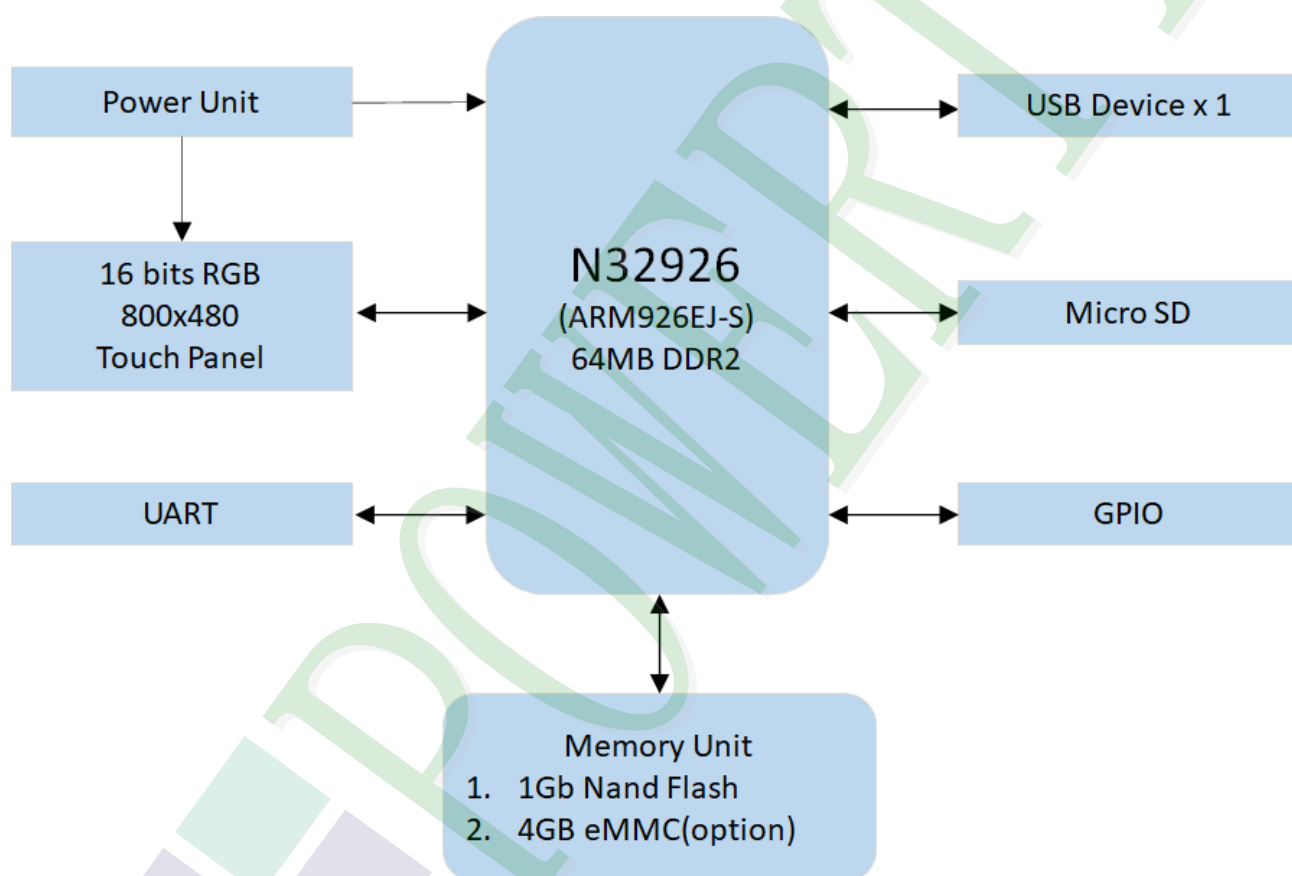 Power Unit
16 bits RGB
800x480
Touch Panel
UART
N32926
(ARM926EJ-S)
64MB DDR2
USB Device x 1
Micro SD
GPIO
Memory Unit
1. 1Gb Nand Flash
2. 4GB eMMC(option)